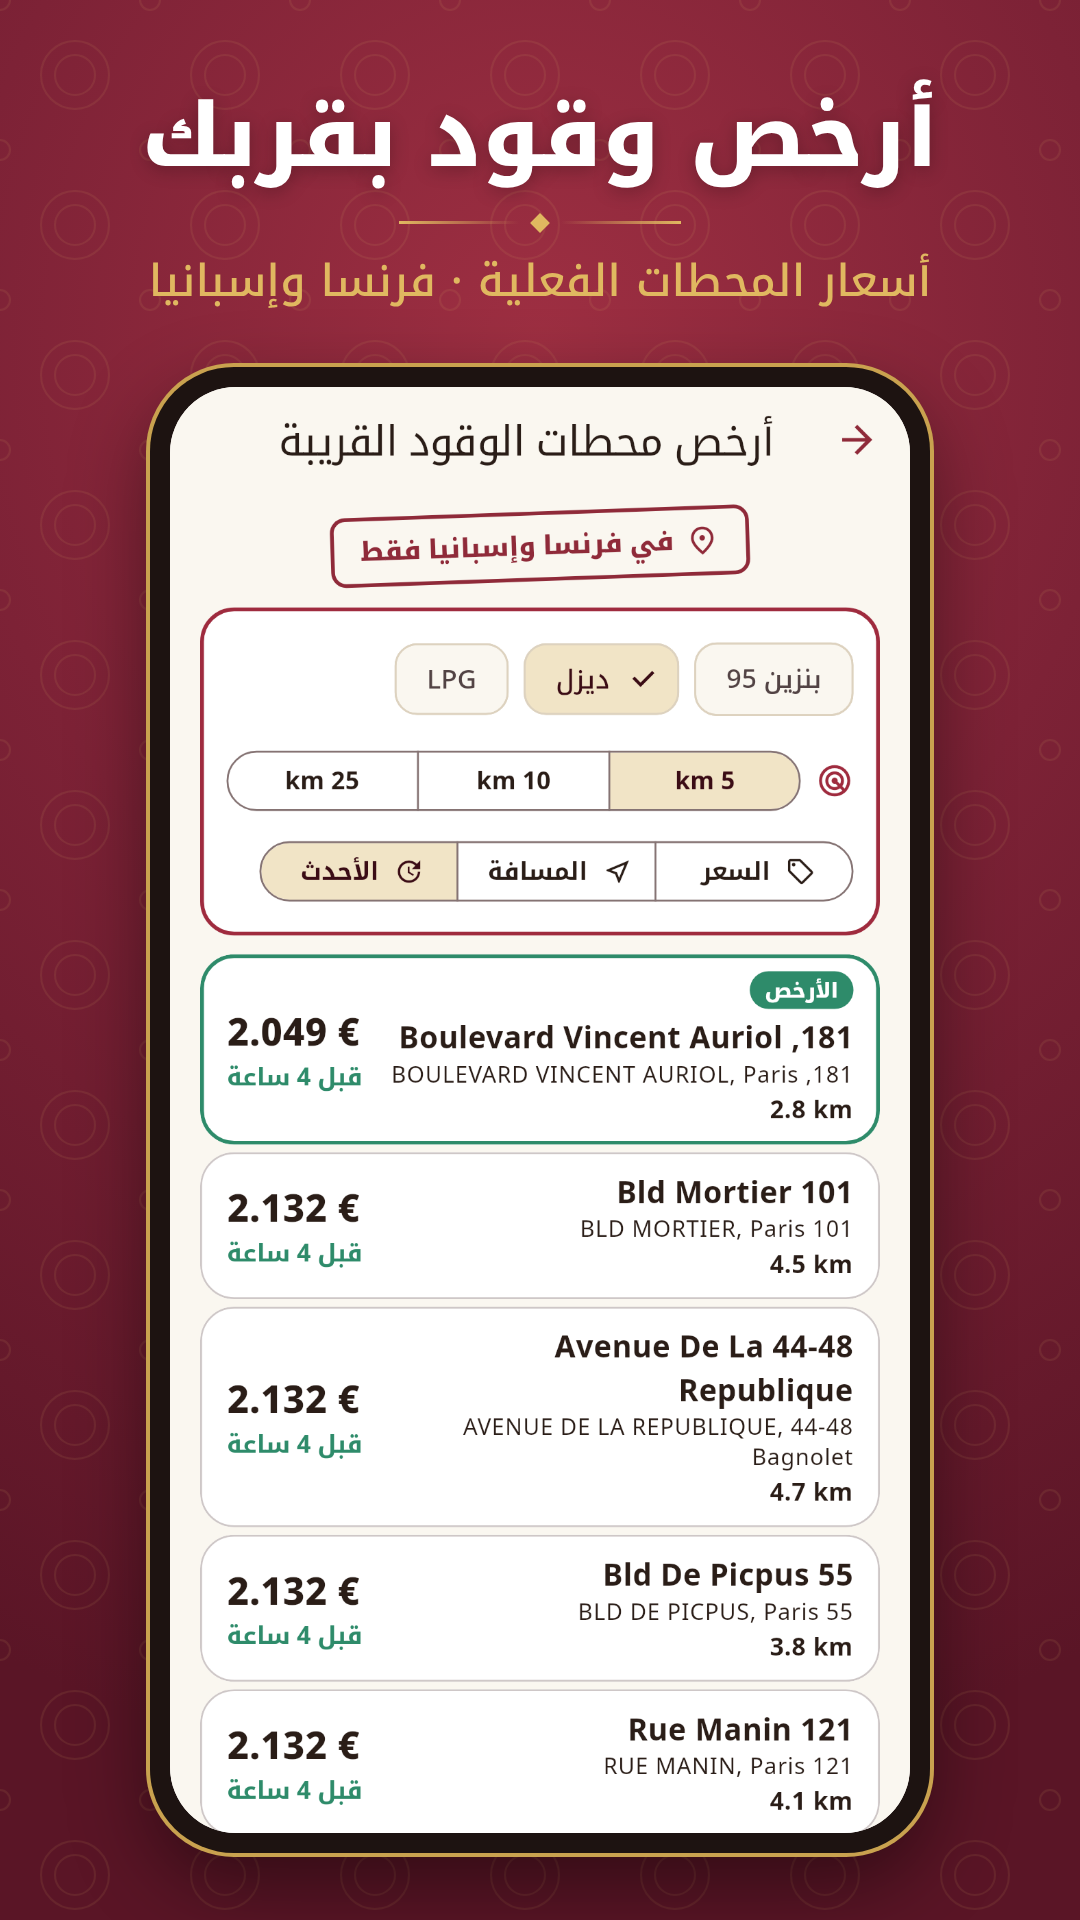 أرخص وقود بقربك
أسعار المحطات الفعلية · فرنسا وإسبانيا
أرخص محطات الوقود القريبة
في فرنسا وإسبانيا فقط
بنزين 95
ديزل
LPG
km 5
km 10
km 25
السعر
المسافة
الأحدث
الأرخص
Boulevard Vincent Auriol ,181
BOULEVARD VINCENT AURIOL, Paris ,181
2.8 km
2.049 €
قبل 4 ساعة
Bld Mortier 101
BLD MORTIER, Paris 101
4.5 km
2.132 €
قبل 4 ساعة
Avenue De La 44-48
Republique
AVENUE DE LA REPUBLIQUE, 44-48
Bagnolet
4.7 km
2.132 €
قبل 4 ساعة
Bld De Picpus 55
BLD DE PICPUS, Paris 55
3.8 km
2.132 €
قبل 4 ساعة
Rue Manin 121
RUE MANIN, Paris 121
4.1 km
2.132 €
قبل 4 ساعة